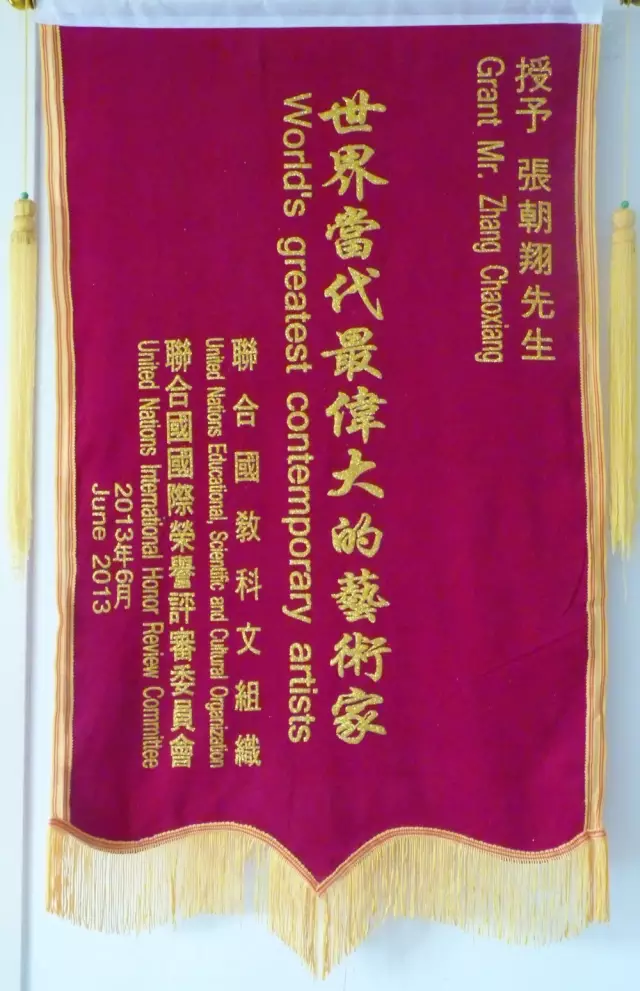 授予 張朝翔先生
Grant Mr. Zhang Chaoxiang
世界當代最偉大的藝術家
World's greatest contemporary artists
聯合國教科文組織
United Nations Educational, Scientific and Cultural Organization
聯合國國際榮譽評審委員會
United Nations International Honor Review Committee
2013年6月
June 2013